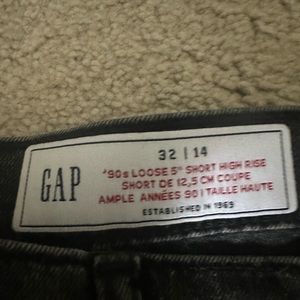 GAP
32 | 14
'90s LOOSE 5" SHORT HIGH RISE
SHORT DE 12,5 CM COUPE
AMPLE ANNÉES 90 | TAILLE HAUTE
ESTABLISHED IN 1969